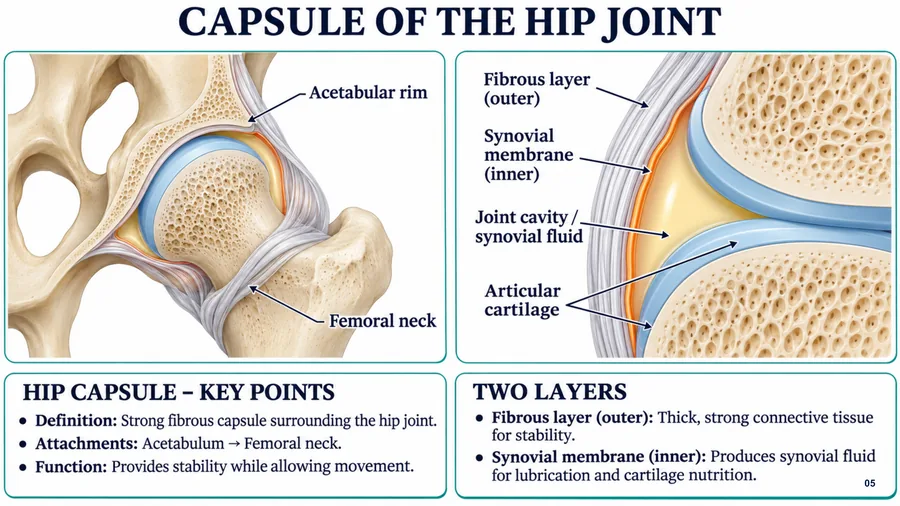 CAPSULE OF THE HIP JOINT
Acetabular rim
Femoral neck
Fibrous layer
(outer)
Synovial
membrane
(inner)
Joint cavity /
synovial fluid
Articular
cartilage
HIP CAPSULE – KEY POINTS
• Definition: Strong fibrous capsule surrounding the hip joint.
• Attachments: Acetabulum → Femoral neck.
• Function: Provides stability while allowing movement.
TWO LAYERS
• Fibrous layer (outer): Thick, strong connective tissue
for stability.
• Synovial membrane (inner): Produces synovial fluid
for lubrication and cartilage nutrition.
05